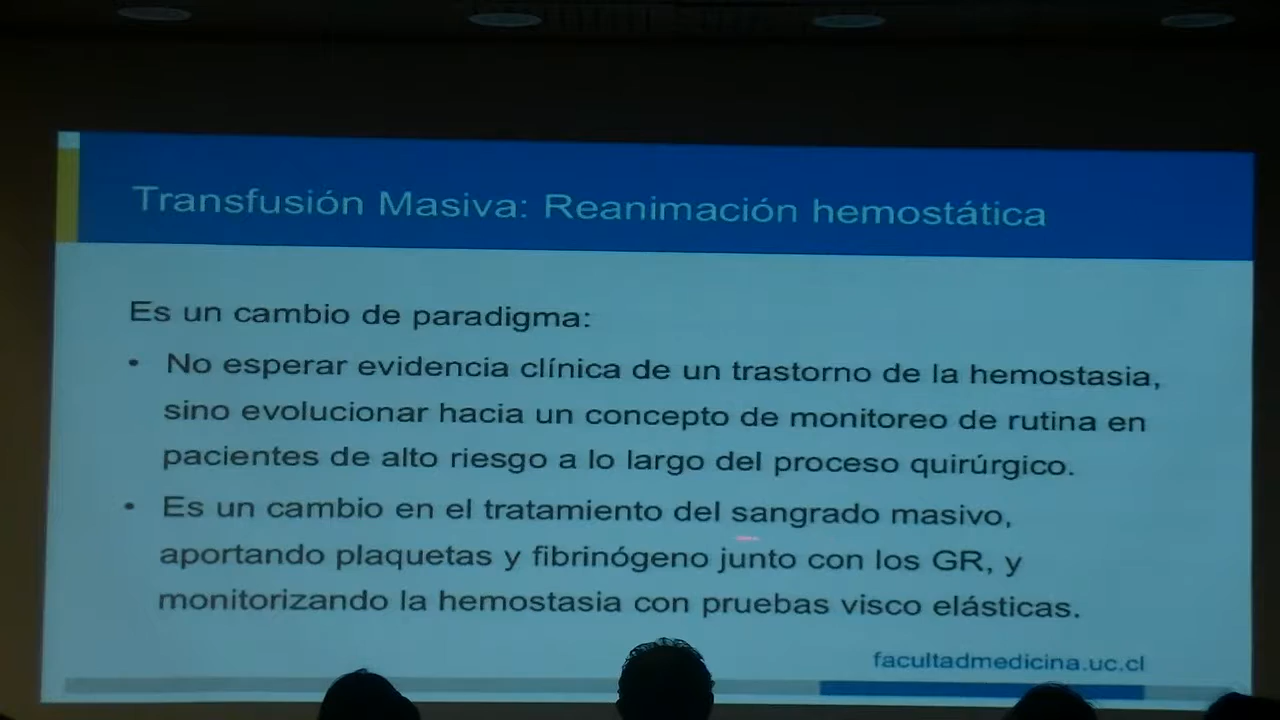 Transfusión Masiva: Reanimación hemostática
Es un cambio de paradigma:
• No esperar evidencia clínica de un trastorno de la hemostasia,
sino evolucionar hacia un concepto de monitoreo de rutina en
pacientes de alto riesgo a lo largo del proceso quirúrgico.
• Es un cambio en el tratamiento del sangrado masivo,
aportando plaquetas y fibrinógeno junto con los GR, y
monitorizando la hemostasia con pruebas visco elásticas.
facultadmedicina.uc.cl